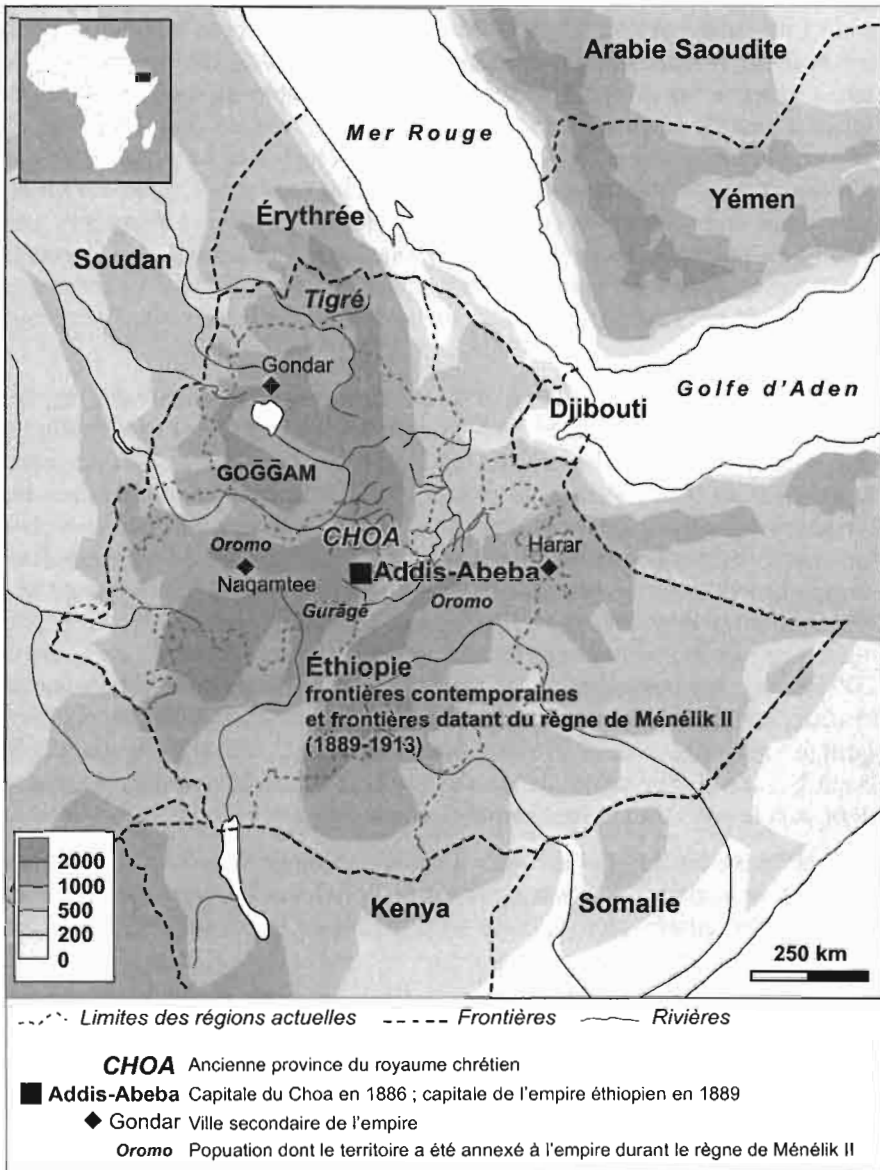 Arabie Saoudite
Mer Rouge
Yémen
Érythrée
Soudan
Tigré
Gondar
Golfe d'Aden
Djibouti
GOḠḠAM
CHOA
Oromo
Harar
Naqamtee
Addis-Abeba
Gurāgē
Oromo
Éthiopie
frontières contemporaines
et frontières datant du règne de Ménélik II
(1889-1913)
2000
1000
500
200
0
Kenya
Somalie
250 km
Limites des régions actuelles Frontières Rivières
CHOA Ancienne province du royaume chrétien
Addis-Abeba Capitale du Choa en 1886 ; capitale de l'empire éthiopien en 1889
Gondar Ville secondaire de l'empire
Oromo Popuation dont le territoire a été annexé à l'empire durant le règne de Ménélik II